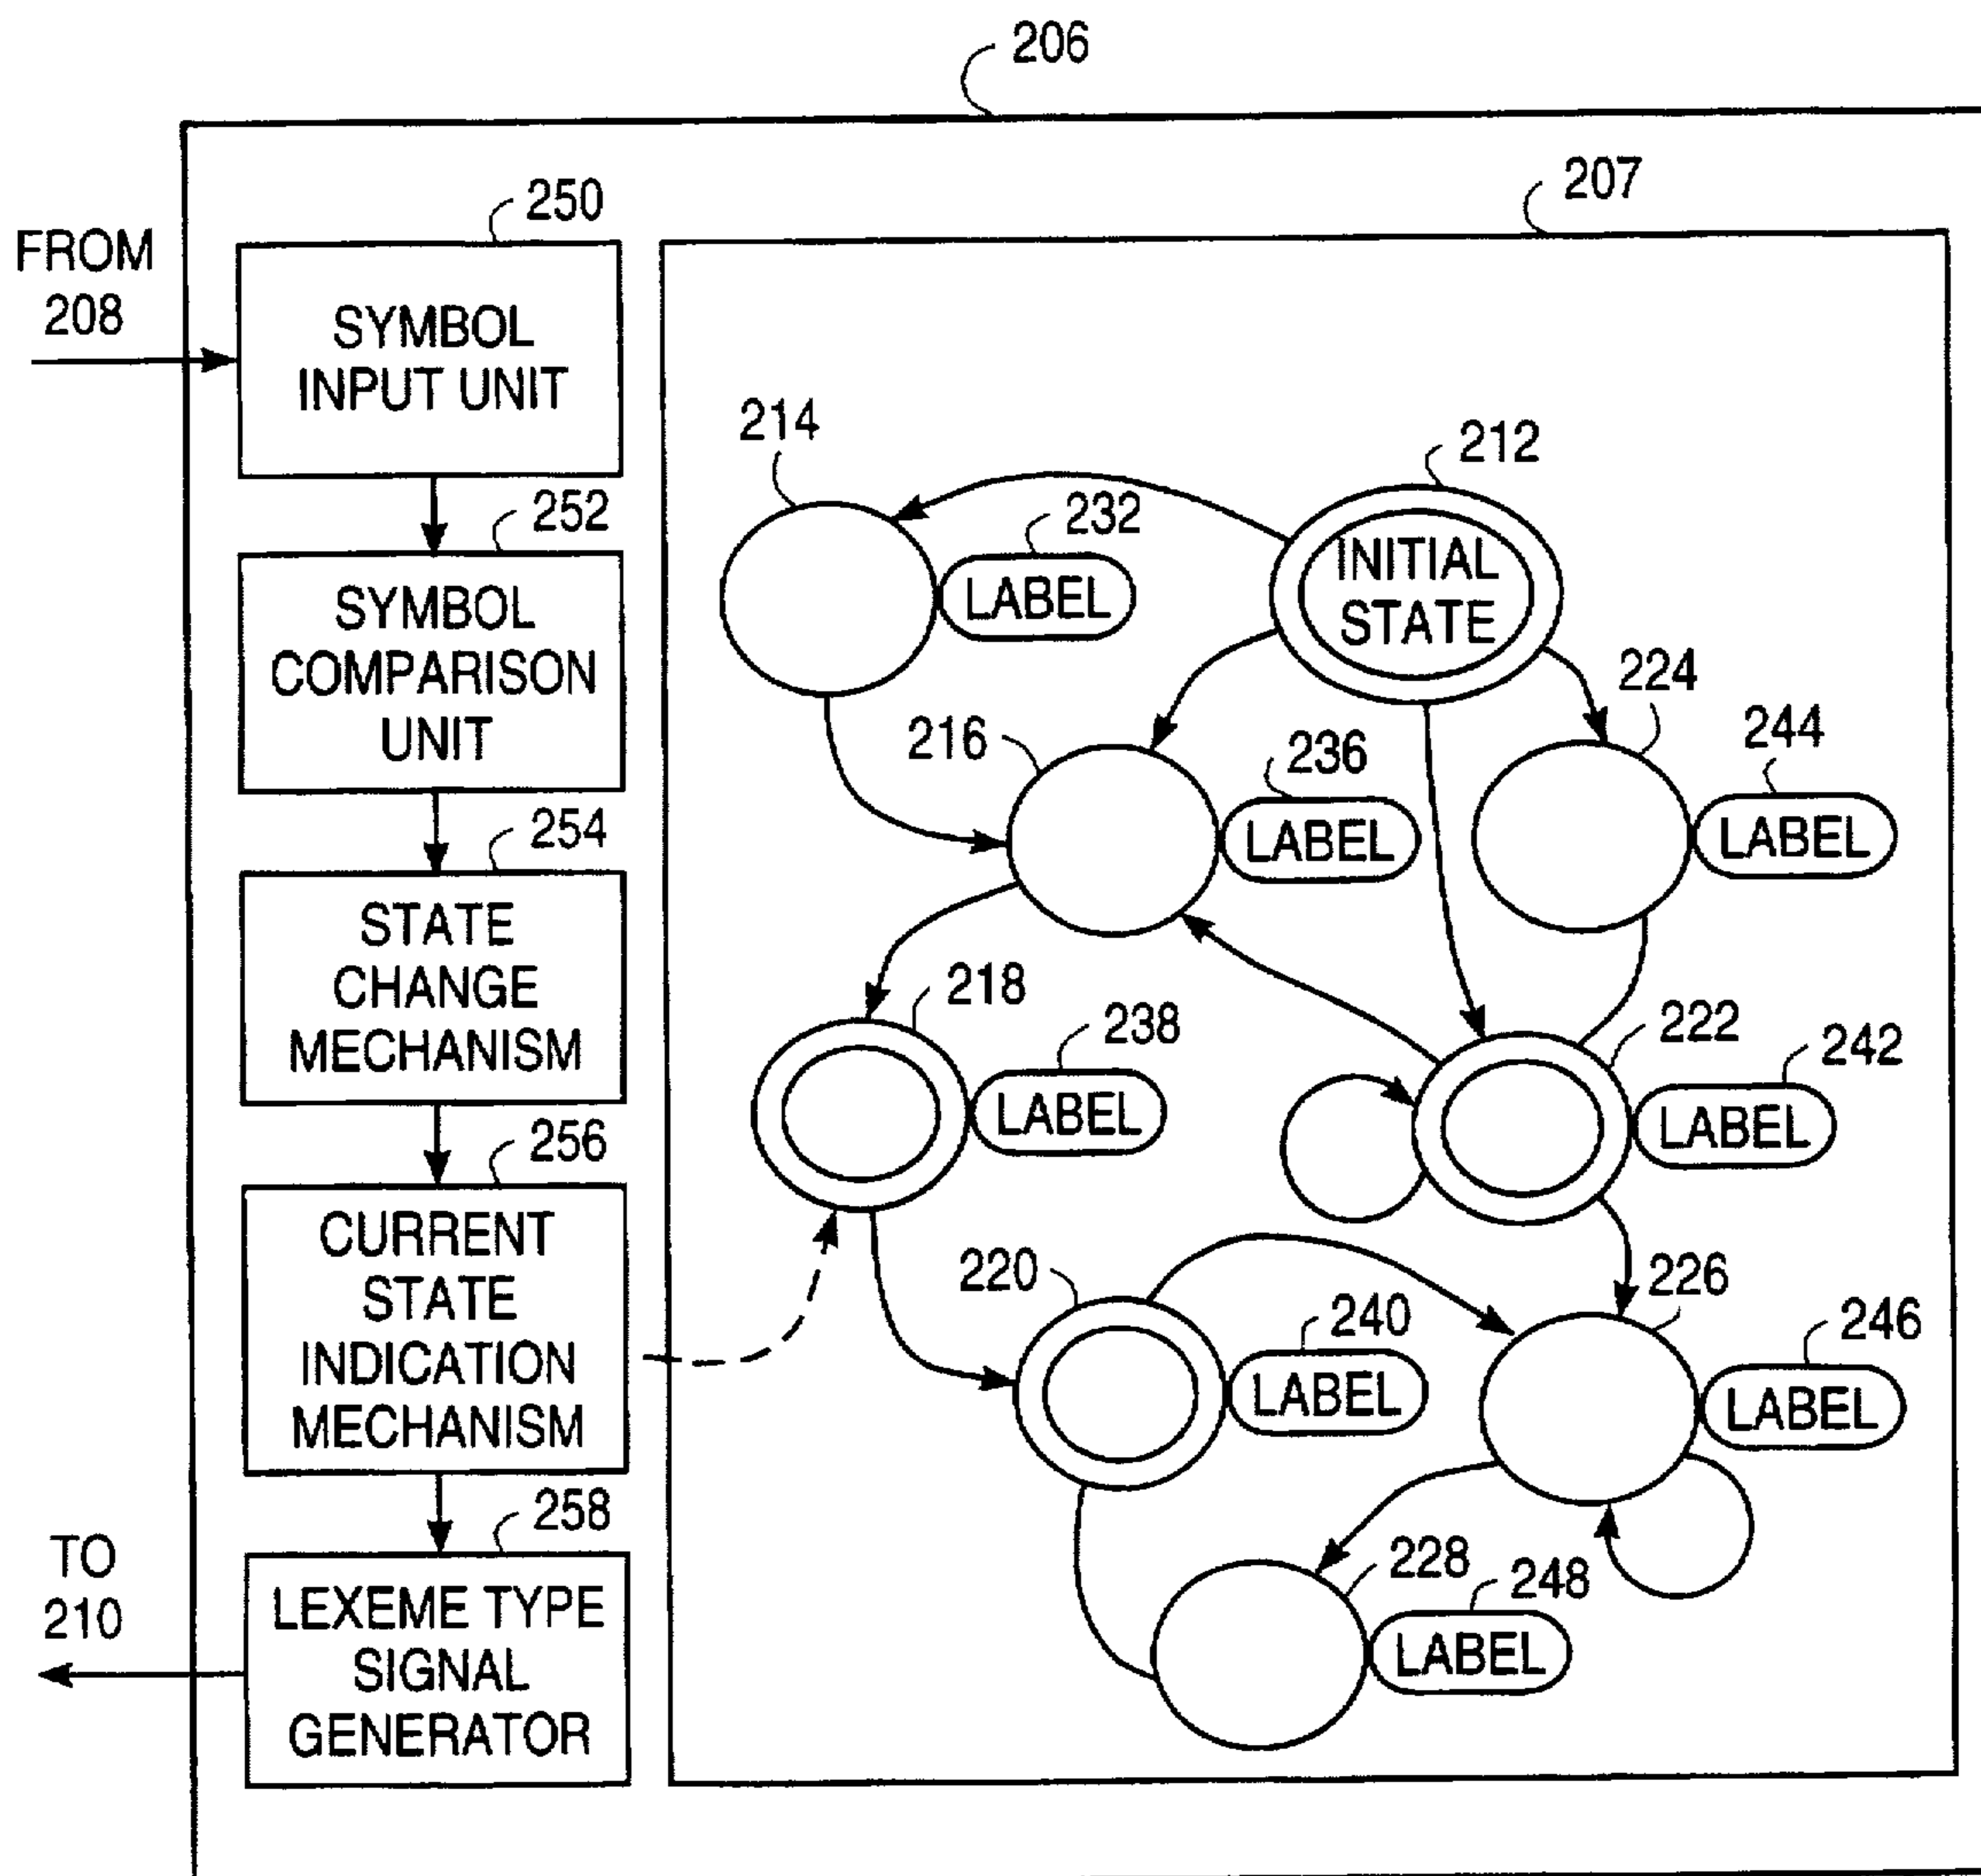 206
207
250
FROM
208
SYMBOL
INPUT UNIT
252
SYMBOL
COMPARISON
UNIT
254
STATE
CHANGE
MECHANISM
256
CURRENT
STATE
INDICATION
MECHANISM
258
TO
210
LEXEME TYPE
SIGNAL
GENERATOR
214
212
232
LABEL
INITIAL
STATE
224
216
236
LABEL
244
LABEL
218
238
LABEL
222
242
LABEL
220
240
LABEL
226
246
LABEL
228
248
LABEL